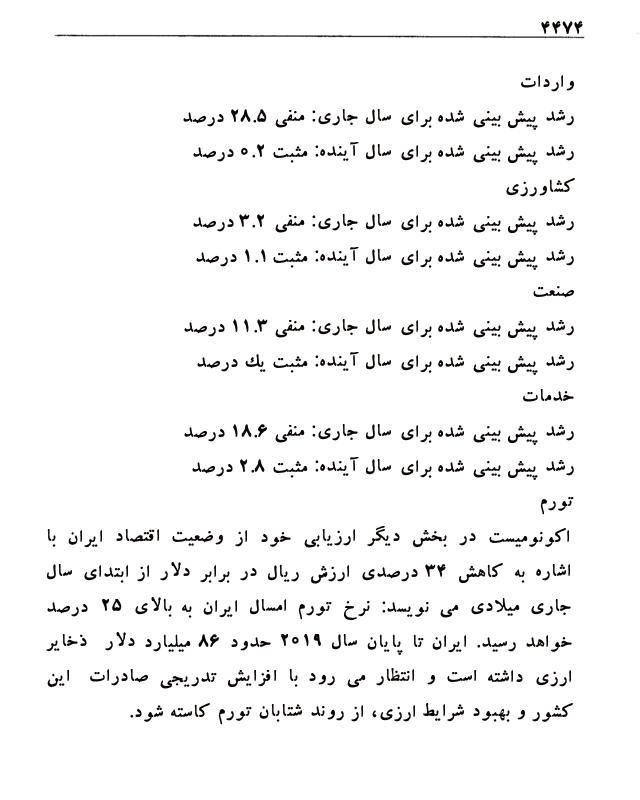 ۴۴۷۴
واردات
رشد پیش بینی شده برای سال جاری: منفی ۲۸.۵ درصد
رشد پیش بینی شده برای سال آینده: مثبت ۰.۲ درصد
کشاورزی
رشد پیش بینی شده برای سال جاری: منفی ۳.۲ درصد
رشد پیش بینی شده برای سال آینده: مثبت ۱.۱ درصد
صنعت
رشد پیش بینی شده برای سال جاری: منفی ۱۱.۳ درصد
رشد پیش بینی شده برای سال آینده: مثبت یك درصد
خدمات
رشد پیش بینی شده برای سال جاری: منفی ۱۸.۶ درصد
رشد پیش بینی شده برای سال آینده: مثبت ۲.۸ درصد
تورم
اکونومیست در بخش دیگر ارزیابی خود از وضعیت اقتصاد ایران با
اشاره به کاهش ۳۴ درصدی ارزش ریال در برابر دلار از ابتدای سال
جاری میلادی می نویسد: نرخ تورم امسال ایران به بالای ۲۵ درصد
خواهد رسید. ایران تا پایان سال ۲۰۱۹ حدود ۸۶ میلیارد دلار ذخایر
ارزی داشته است و انتظار می رود با افزایش تدریجی صادرات این
کشور و بهبود شرایط ارزی، از روند شتابان تورم کاسته شود.